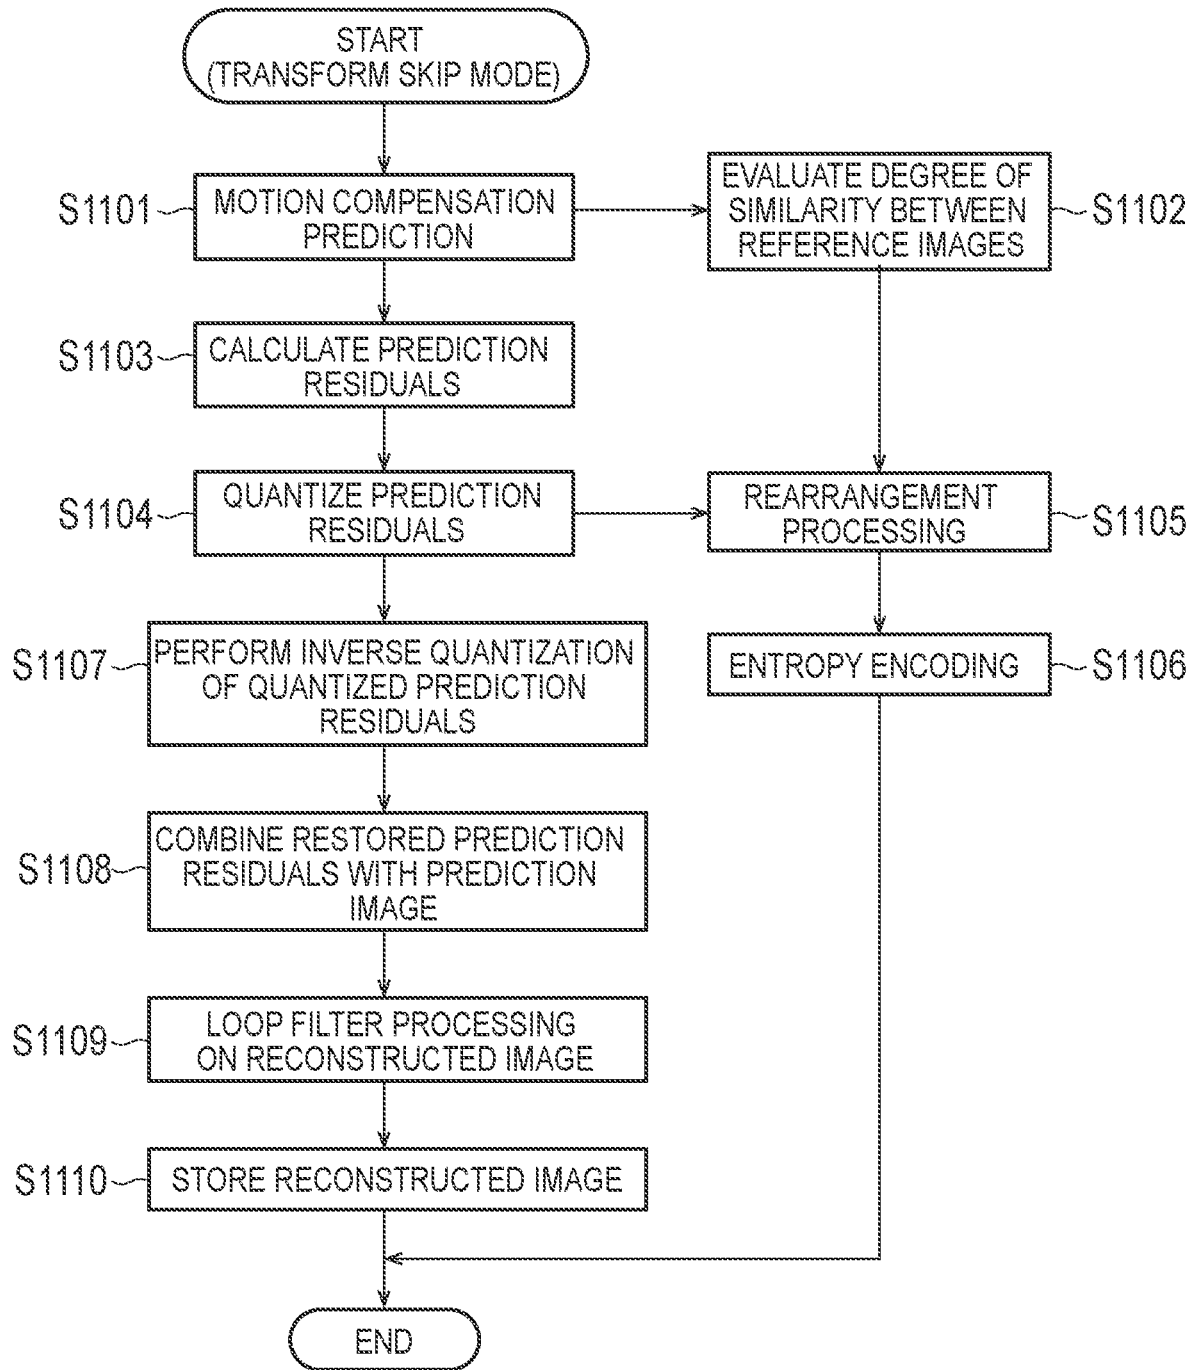 START
(TRANSFORM SKIP MODE)
S1101
MOTION COMPENSATION
PREDICTION
EVALUATE DEGREE OF
SIMILARITY BETWEEN
REFERENCE IMAGES
S1102
S1103
CALCULATE PREDICTION
RESIDUALS
S1104
QUANTIZE PREDICTION
RESIDUALS
REARRANGEMENT
PROCESSING
S1105
S1107
PERFORM INVERSE QUANTIZATION
OF QUANTIZED PREDICTION
RESIDUALS
ENTROPY ENCODING
S1106
S1108
COMBINE RESTORED PREDICTION
RESIDUALS WITH PREDICTION
IMAGE
S1109
LOOP FILTER PROCESSING
ON RECONSTRUCTED IMAGE
S1110
STORE RECONSTRUCTED IMAGE
END